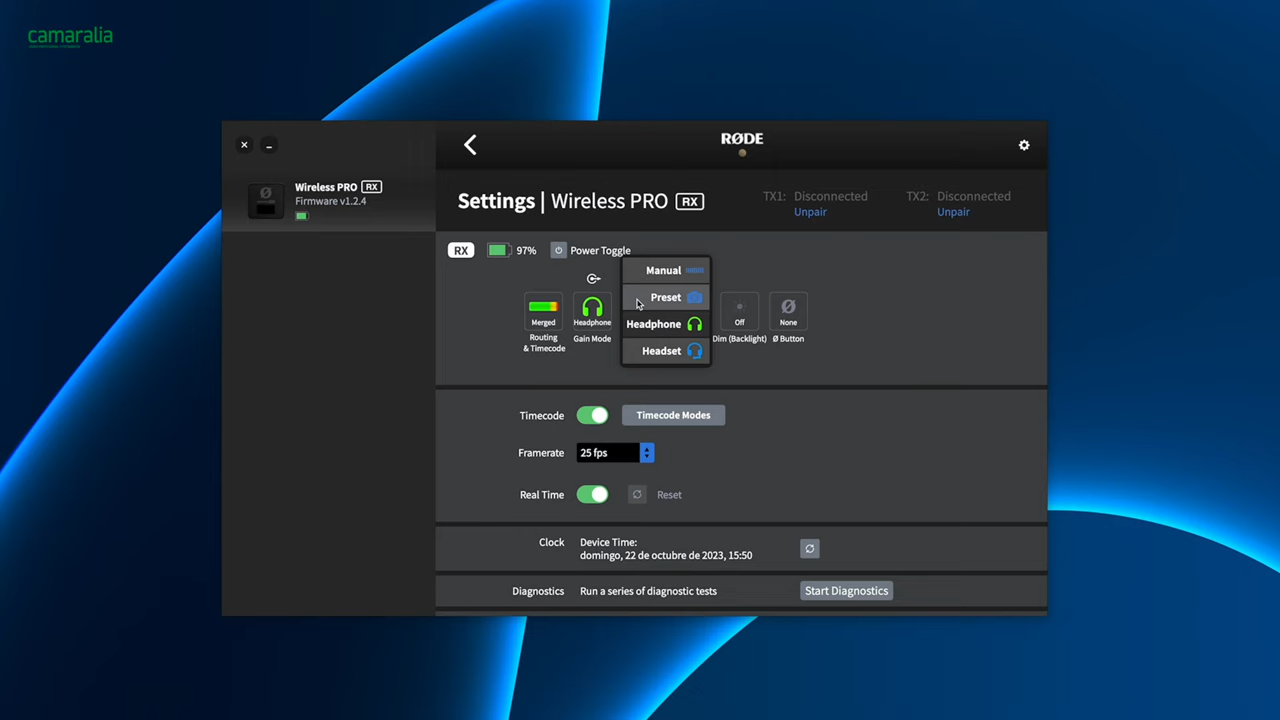 camaralia
RØDE
Wireless PRO RX
Firmware v1.2.4
Settings | Wireless PRO RX
TX1: Disconnected
Unpair
TX2: Disconnected
Unpair
RX 97% Power Toggle
Manual
Preset
Headphone
Headset
Merged
Routing
& Timecode
Headphone
Gain Mode
Off
Dim (Backlight)
None
Ø Button
Timecode
Timecode Modes
Framerate
25 fps
Real Time
Reset
Clock
Device Time:
domingo, 22 de octubre de 2023, 15:50
Diagnostics
Run a series of diagnostic tests
Start Diagnostics